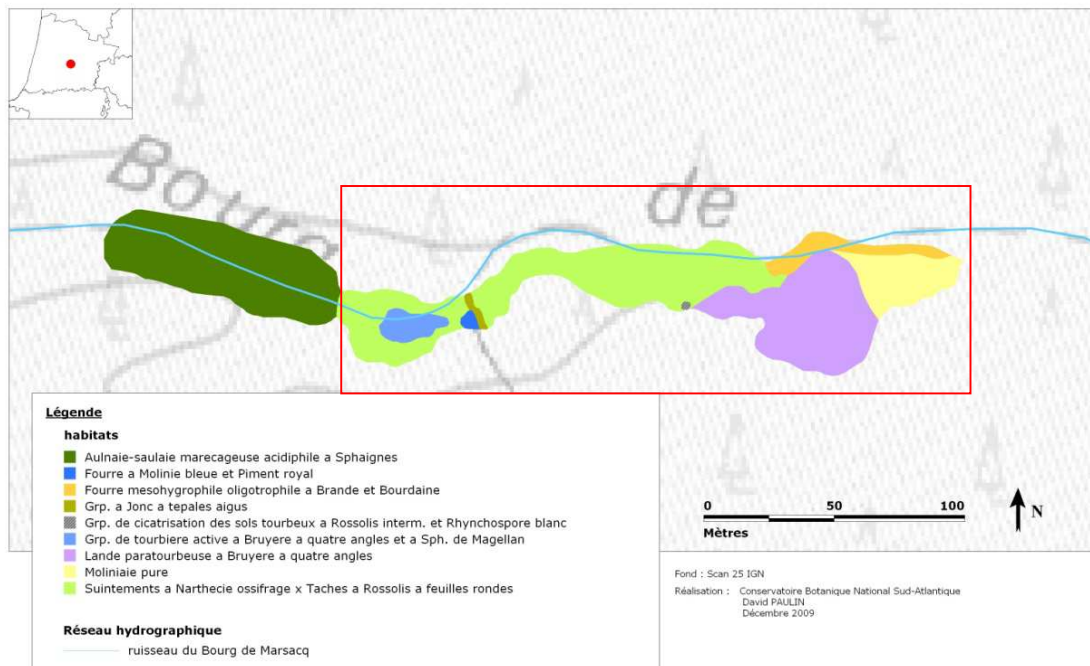 Bourg
de
Légende
habitats
Aulnaie-saulaie marecageuse acidiphile a Sphaignes
Fourre a Molinie bleue et Piment royal
Fourre mesohygrophile oligotrophile a Brande et Bourdaine
Grp. a Jonc a tepales aigus
Grp. de cicatrisation des sols tourbeux a Rossolis interm. et Rhynchospore blanc
Grp. de tourbiere active a Bruyere a quatre angles et a Sph. de Magellan
Lande paratourbeuse a Bruyere a quatre angles
Moliniaie pure
Suintements a Narthecie ossifrage x Taches a Rossolis a feuilles rondes
Réseau hydrographique
ruisseau du Bourg de Marsacq
0 50 100
Mètres
N
Fond : Scan 25 IGN
Réalisation : Conservatoire Botanique National Sud-Atlantique
David PAULIN
Décembre 2009